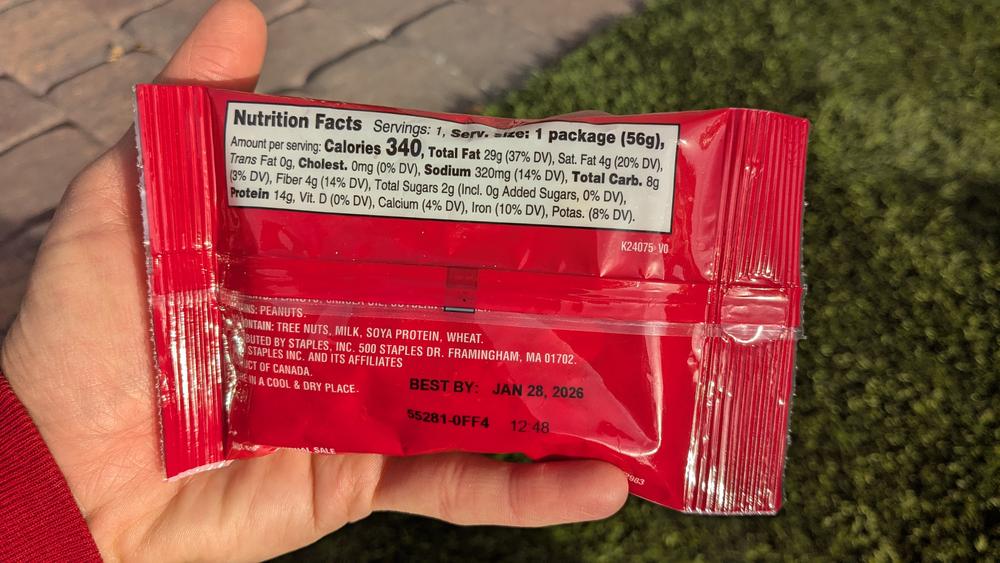 Nutrition Facts Servings: 1, Serv. size: 1 package (56g),
Amount per serving: Calories 340, Total Fat 29g (37% DV), Sat. Fat 4g (20% DV),
Trans Fat 0g, Cholest. 0mg (0% DV), Sodium 320mg (14% DV), Total Carb. 8g
(3% DV), Fiber 4g (14% DV), Total Sugars 2g (Incl. 0g Added Sugars, 0% DV),
Protein 14g, Vit. D (0% DV), Calcium (4% DV), Iron (10% DV), Potas. (8% DV).
K24075 V0
PEANUTS.
TREE NUTS, MILK, SOYA PROTEIN, WHEAT.
BY STAPLES, INC. 500 STAPLES DR. FRAMINGHAM, MA 01702.
STAPLES INC. AND ITS AFFILIATES
OF CANADA.
IN A COOL & DRY PLACE.
BEST BY: JAN 28, 2026
55281-0FF4 12:48
SALE